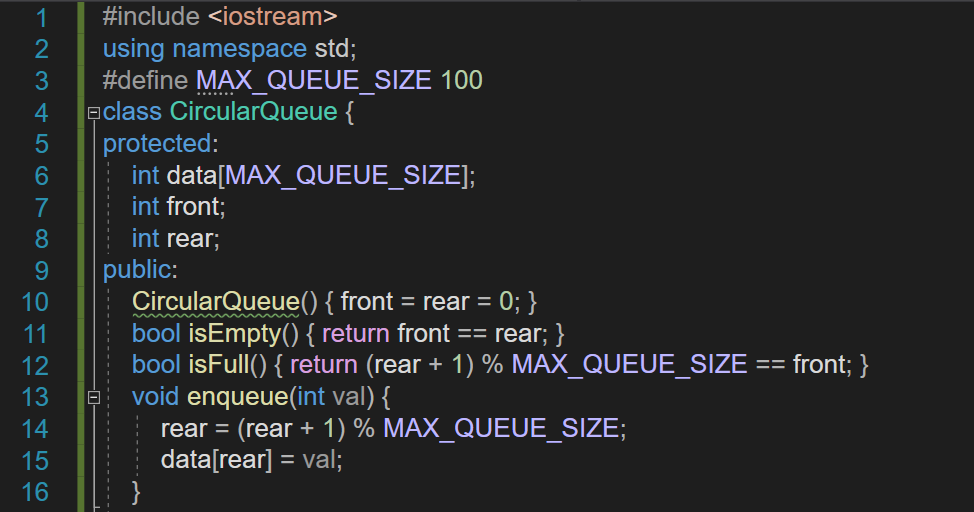 1 #include <iostream>
2 using namespace std;
3 #define MAX_QUEUE_SIZE 100
4 class CircularQueue {
5 protected:
6 int data[MAX_QUEUE_SIZE];
7 int front;
8 int rear;
9 public:
10 CircularQueue() { front = rear = 0; }
11 bool isEmpty() { return front == rear; }
12 bool isFull() { return (rear + 1) % MAX_QUEUE_SIZE == front; }
13 void enqueue(int val) {
14 rear = (rear + 1) % MAX_QUEUE_SIZE;
15 data[rear] = val;
16 }